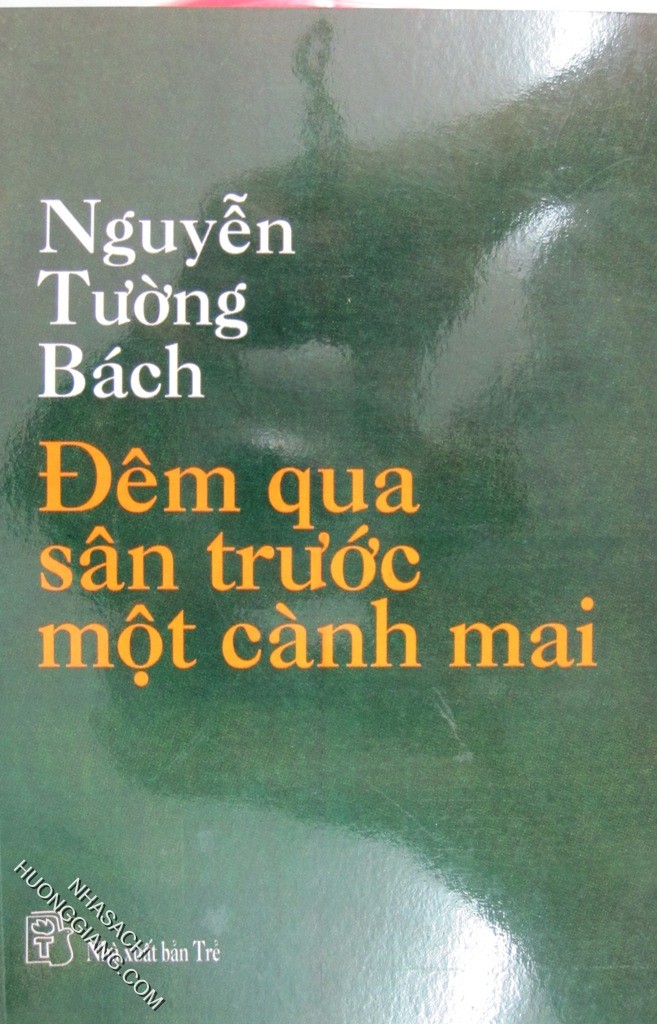 Nguyễn
Tường
Bách
Đêm qua
sân trước
một cành mai
Nhà xuất bản Trẻ
NHASACH
HUONGGIANG.COM